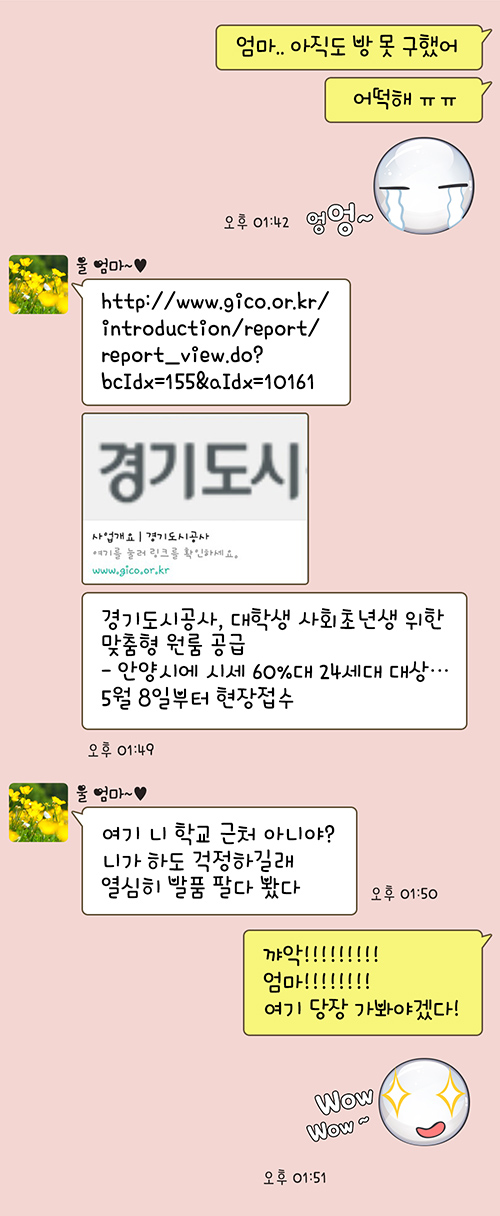 엄마.. 아직도 방 못 구했어
어떡해 ㅠㅠ
엉엉~
오후 01:42
울 엄마~♥
http://www.gico.or.kr/
introduction/report/
report_view.do?
bcIdx=155&aIdx=10161
경기도시
사업개요 | 경기도시공사
여기를 눌러 링크를 확인하세요.
www.gico.or.kr
경기도시공사, 대학생 사회초년생 위한
맞춤형 원룸 공급
- 안양시에 시세 60%대 24세대 대상…
5월 8일부터 현장접수
오후 01:49
울 엄마~♥
여기 니 학교 근처 아니야?
니가 하도 걱정하길래
열심히 발품 팔다 봤다
오후 01:50
꺄악!!!!!!!!!
엄마!!!!!!!!
여기 당장 가봐야겠다!
Wow
Wow~
오후 01:51